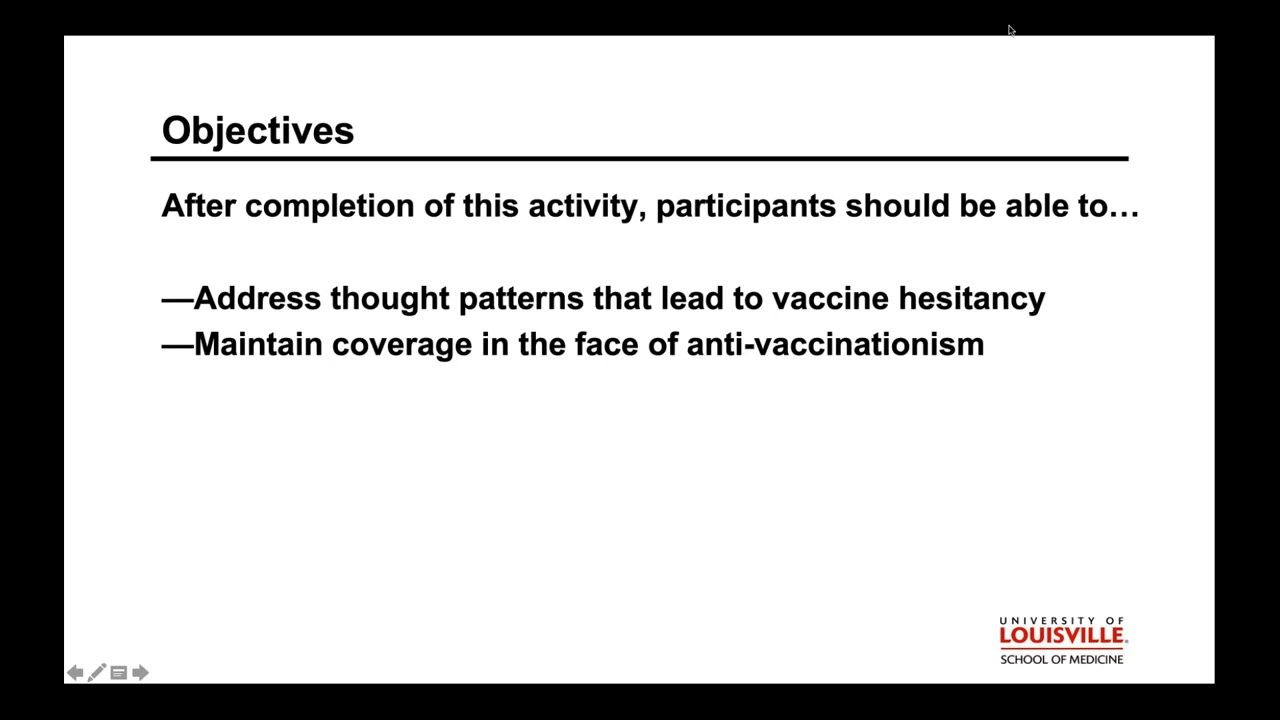 Objectives
After completion of this activity, participants should be able to…
—Address thought patterns that lead to vaccine hesitancy
—Maintain coverage in the face of anti-vaccinationism
UNIVERSITY OF
LOUISVILLE
SCHOOL OF MEDICINE